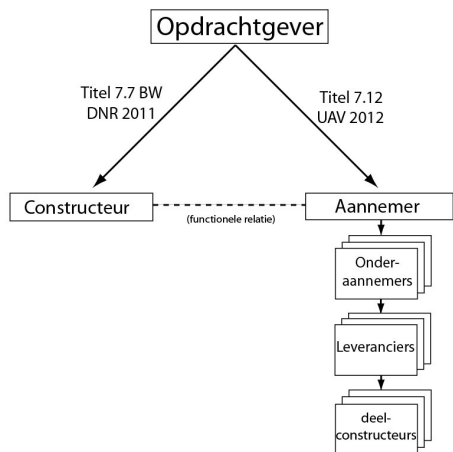 Opdrachtgever
Titel 7.7 BW
DNR 2011
Titel 7.12
UAV 2012
Constructeur
(functionele relatie)
Aannemer
Onder-
aannemers
Leveranciers
deel-
constructeurs